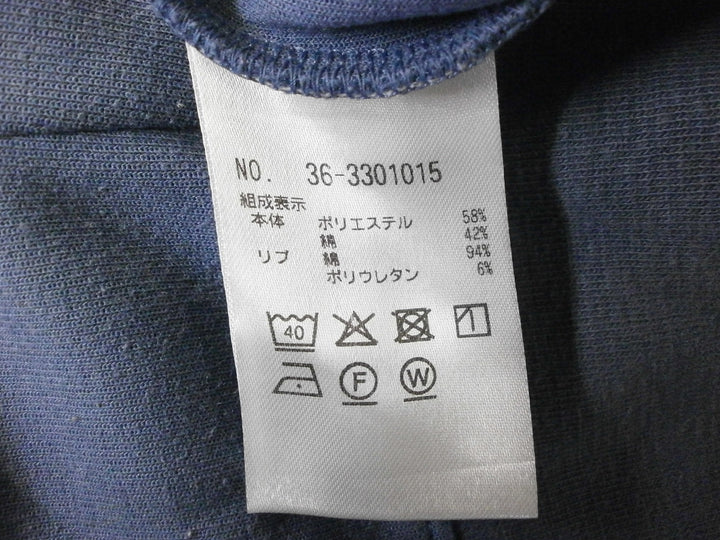 NO. 36-3301015
組成表示
本体 ポリエステル 58%
綿 42%
リブ 綿 94%
ポリウレタン 6%
40
F W